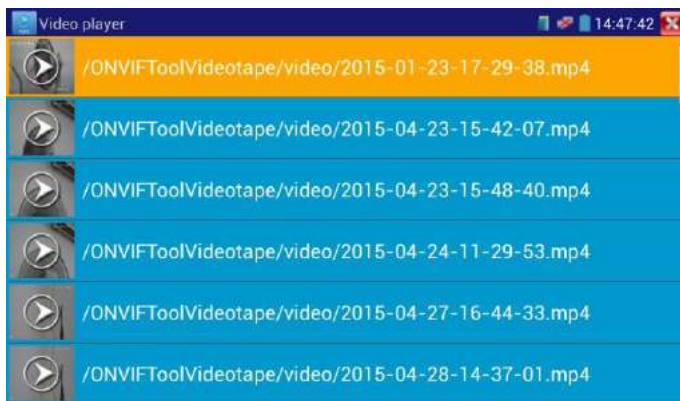 Video player
14:47:42
/ONVIFToolVideotape/video/2015-01-23-17-29-38.mp4
/ONVIFToolVideotape/video/2015-04-23-15-42-07.mp4
/ONVIFToolVideotape/video/2015-04-23-15-48-40.mp4
/ONVIFToolVideotape/video/2015-04-24-11-29-53.mp4
/ONVIFToolVideotape/video/2015-04-27-16-44-33.mp4
/ONVIFToolVideotape/video/2015-04-28-14-37-01.mp4